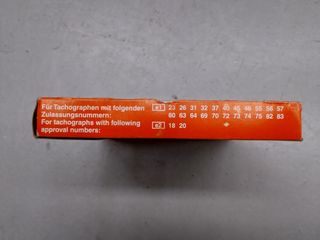 Für Tachographen mit folgenden e1 23 26 31 32 37 40 45 48 55 56 57
Zulassungsnummern: 60 63 64 69 70 72 73 74 75 82 83
For tachographs with following e2 18 20
approval numbers: